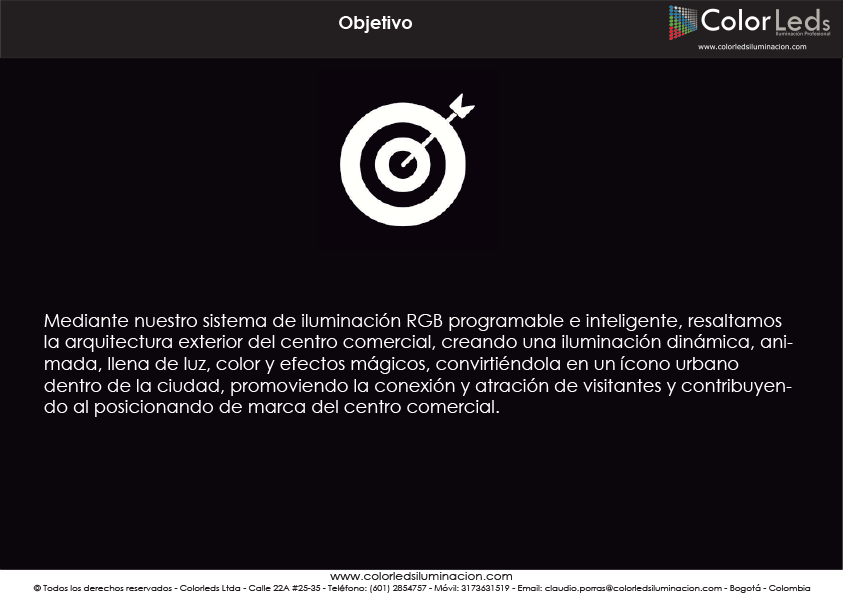 Objetivo
ColorLeds
Iluminación Profesional
www.colorledsiluminacion.com
Mediante nuestro sistema de iluminación RGB programable e inteligente, resaltamos
la arquitectura exterior del centro comercial, creando una iluminación dinámica, ani-
mada, llena de luz, color y efectos mágicos, convirtiéndola en un ícono urbano
dentro de la ciudad, promoviendo la conexión y atración de visitantes y contribuyen-
do al posicionando de marca del centro comercial.
www.colorledsiluminacion.com
© Todos los derechos reservados - Colorleds Ltda - Calle 22A #25-35 - Teléfono: (601) 2854757 - Móvil: 3173631519 - Email: claudio.porras@colorledsiluminacion.com - Bogotá - Colombia